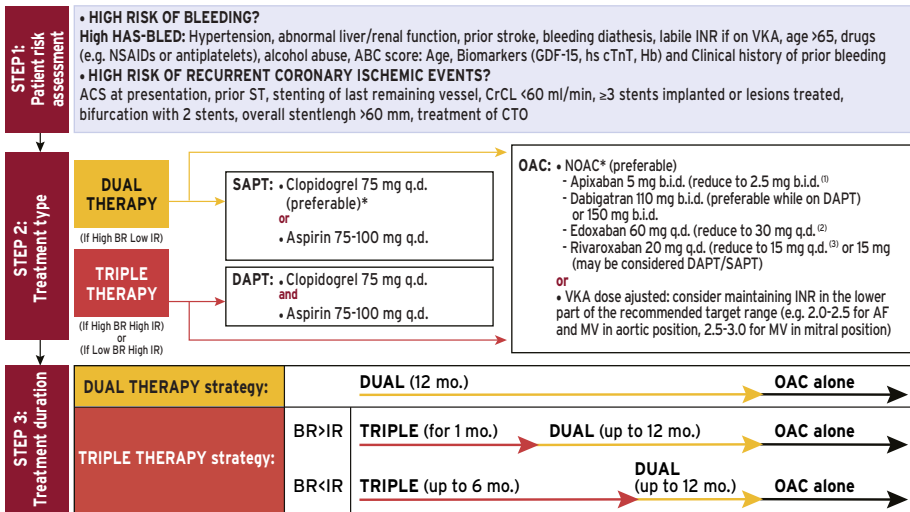 STEP 1:
Patient risk
assessment
• HIGH RISK OF BLEEDING?
High HAS-BLED: Hypertension, abnormal liver/renal function, prior stroke, bleeding diathesis, labile INR if on VKA, age >65, drugs
(e.g. NSAIDs or antiplatelets), alcohol abuse, ABC score: Age, Biomarkers (GDF-15, hs cTnT, Hb) and Clinical history of prior bleeding
• HIGH RISK OF RECURRENT CORONARY ISCHEMIC EVENTS?
ACS at presentation, prior ST, stenting of last remaining vessel, CrCL <60 ml/min, ≥3 stents implanted or lesions treated,
bifurcation with 2 stents, overall stentlengh >60 mm, treatment of CTO
STEP 2:
Treatment type
DUAL
THERAPY
(If High BR Low IR)
TRIPLE
THERAPY
(If High BR High IR)
or
(If Low BR High IR)
SAPT: • Clopidogrel 75 mg q.d.
(preferable)*
or
• Aspirin 75-100 mg q.d.
DAPT: • Clopidogrel 75 mg q.d.
and
• Aspirin 75-100 mg q.d.
OAC: • NOAC* (preferable)
- Apixaban 5 mg b.i.d. (reduce to 2.5 mg b.i.d. (1)
- Dabigatran 110 mg b.i.d. (preferable while on DAPT)
or 150 mg b.i.d.
- Edoxaban 60 mg q.d. (reduce to 30 mg q.d. (2)
- Rivaroxaban 20 mg q.d. (reduce to 15 mg q.d. (3) or 15 mg
(may be considered DAPT/SAPT)
or
• VKA dose ajusted: consider maintaining INR in the lower
part of the recommended target range (e.g. 2.0-2.5 for AF
and MV in aortic position, 2.5-3.0 for MV in mitral position)
STEP 3:
Treatment duration
DUAL THERAPY strategy:
DUAL (12 mo.) OAC alone
TRIPLE THERAPY strategy:
BR>IR TRIPLE (for 1 mo.) DUAL (up to 12 mo.) OAC alone
BR<IR TRIPLE (up to 6 mo.) DUAL (up to 12 mo.) OAC alone